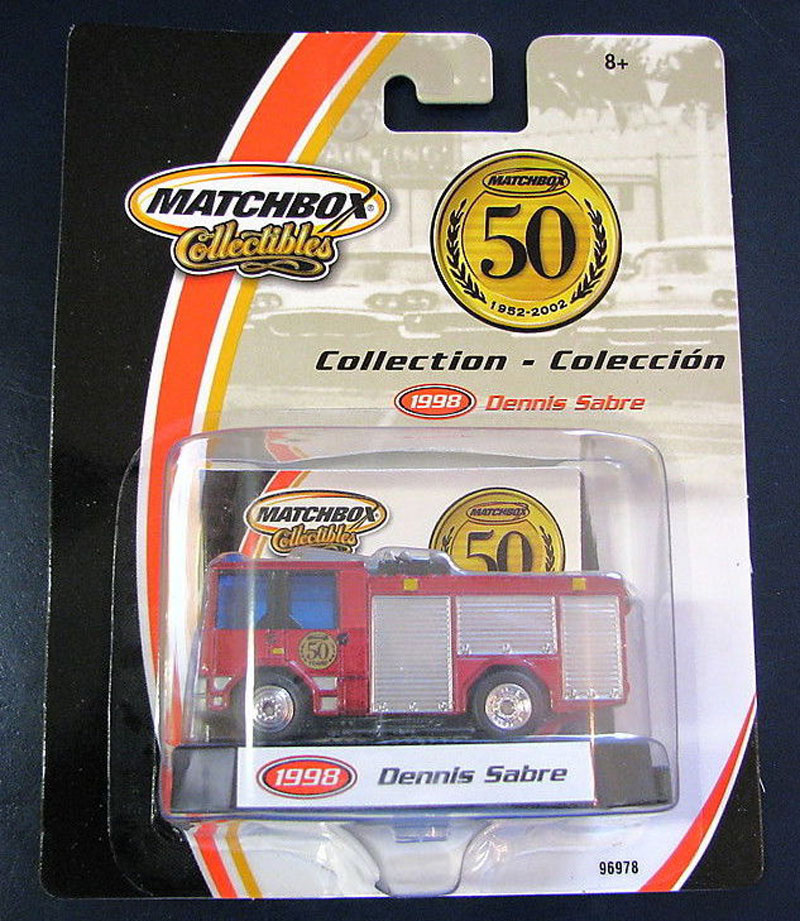 8+
MATCHBOX®
Collectibles
MATCHBOX
50
1952-2002
Collection - Colección
1998 Dennis Sabre
MATCHBOX
Collectibles
MATCHBOX
50
50
1998 Dennis Sabre
96978